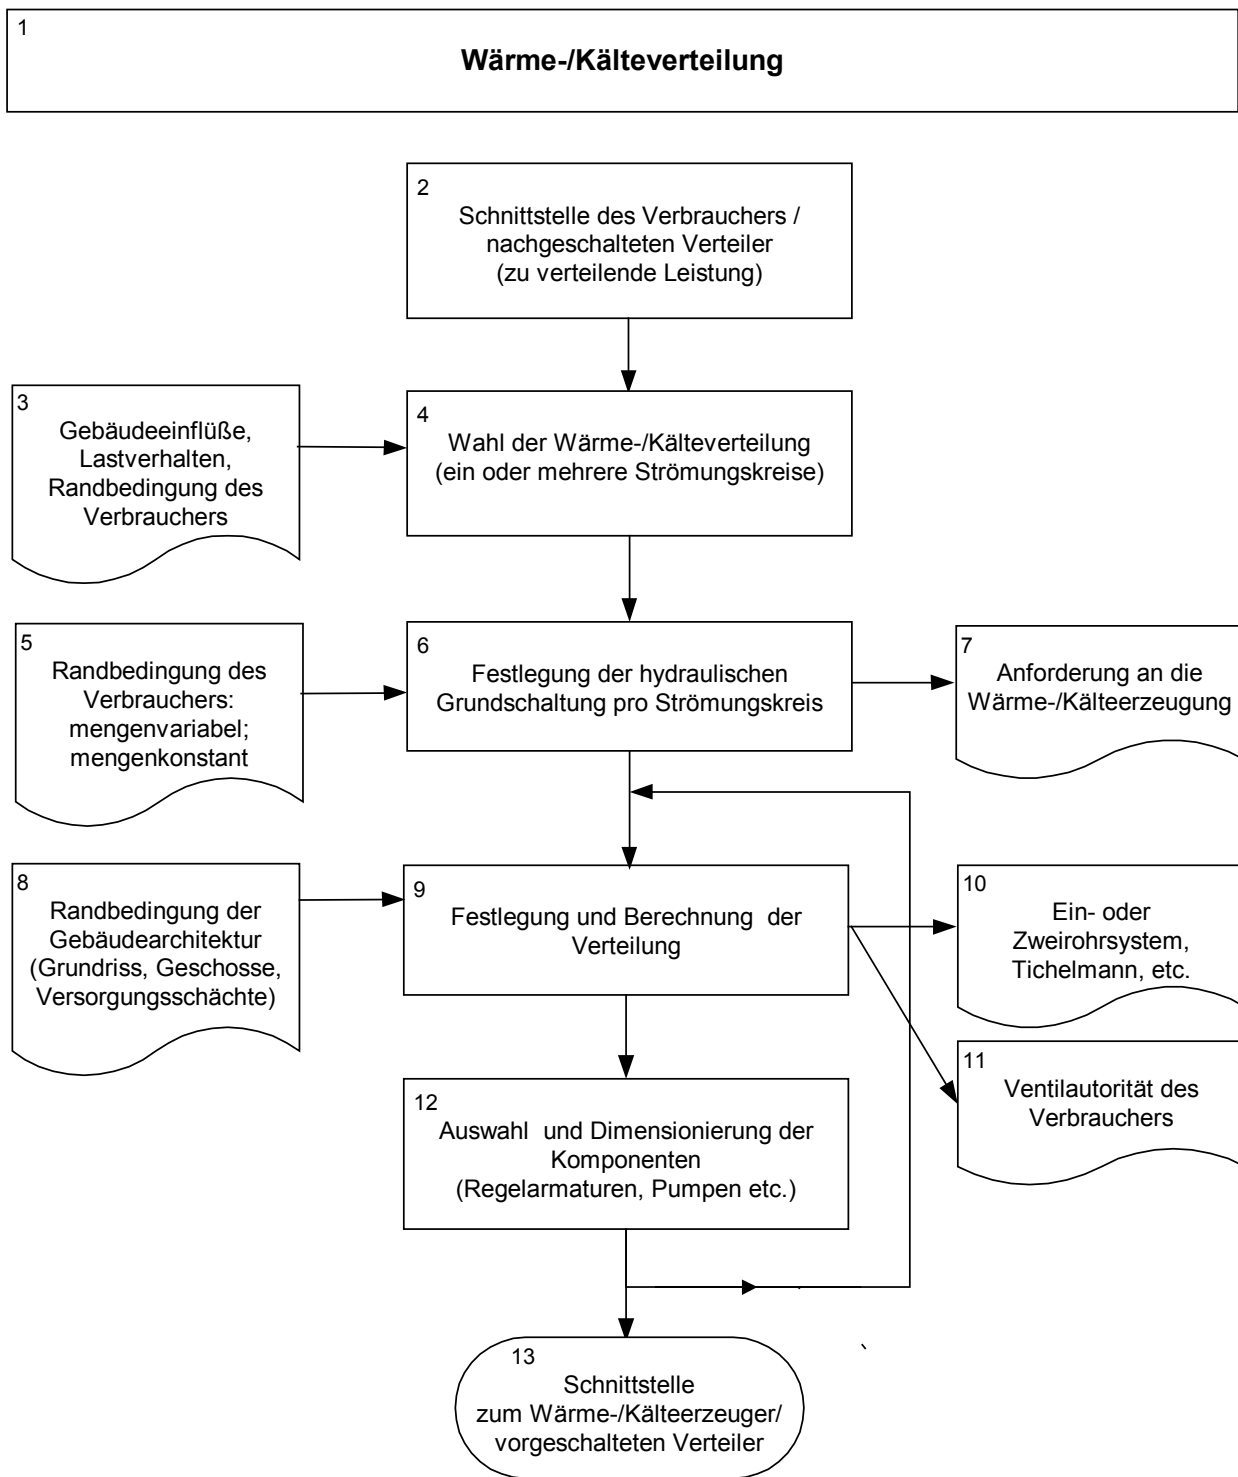 1
Wärme-/Kälteverteilung
2
Schnittstelle des Verbrauchers /
nachgeschalteten Verteiler
(zu verteilende Leistung)
3
Gebäudeeinflüße,
Lastverhalten,
Randbedingung des
Verbrauchers
4
Wahl der Wärme-/Kälteverteilung
(ein oder mehrere Strömungskreise)
5
Randbedingung des
Verbrauchers:
mengenvariabel;
mengenkonstant
6
Festlegung der hydraulischen
Grundschaltung pro Strömungskreis
7
Anforderung an die
Wärme-/Kälteerzeugung
8
Randbedingung der
Gebäudearchitektur
(Grundriss, Geschosse,
Versorgungsschächte)
9
Festlegung und Berechnung der
Verteilung
10
Ein- oder
Zweirohrsystem,
Tichelmann, etc.
11
Ventilautorität des
Verbrauchers
12
Auswahl und Dimensionierung der
Komponenten
(Regelarmaturen, Pumpen etc.)
13
Schnittstelle
zum Wärme-/Kälteerzeuger/
vorgeschalteten Verteiler